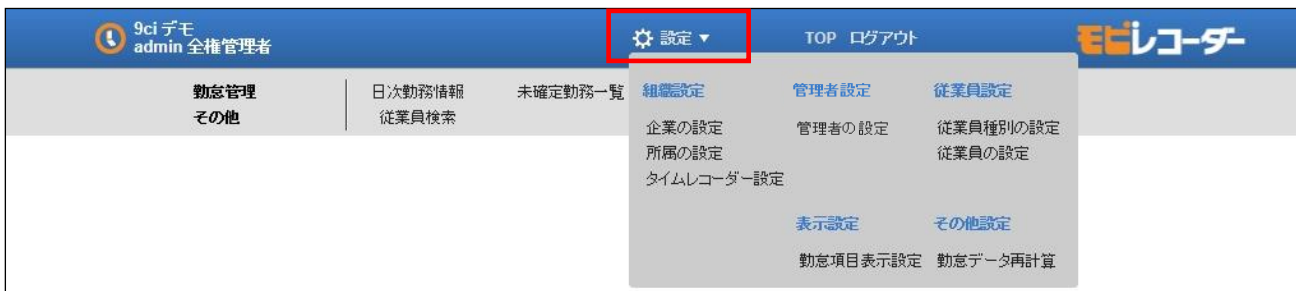 9ci デモ
admin 全権管理者
設定 ▼
TOP ログアウト
モビレコーダー
勤怠管理 日次勤務情報 未確定勤務一覧
その他 従業員検索
組織設定 管理者設定 従業員設定
企業の設定 管理者の設定 従業員種別の設定
所属の設定 従業員の設定
タイムレコーダー設定
表示設定 その他設定
勤怠項目表示設定 勤怠データ再計算